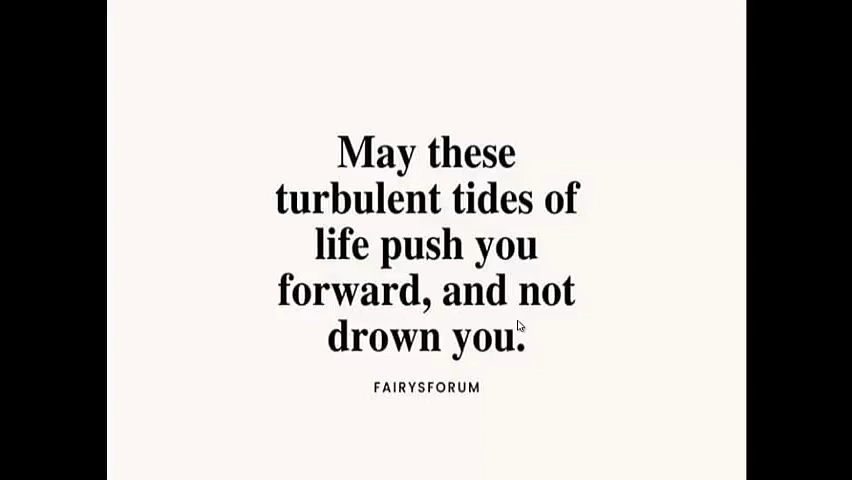 May these
turbulent tides of
life push you
forward, and not
drown you.
FAIRYSFORUM